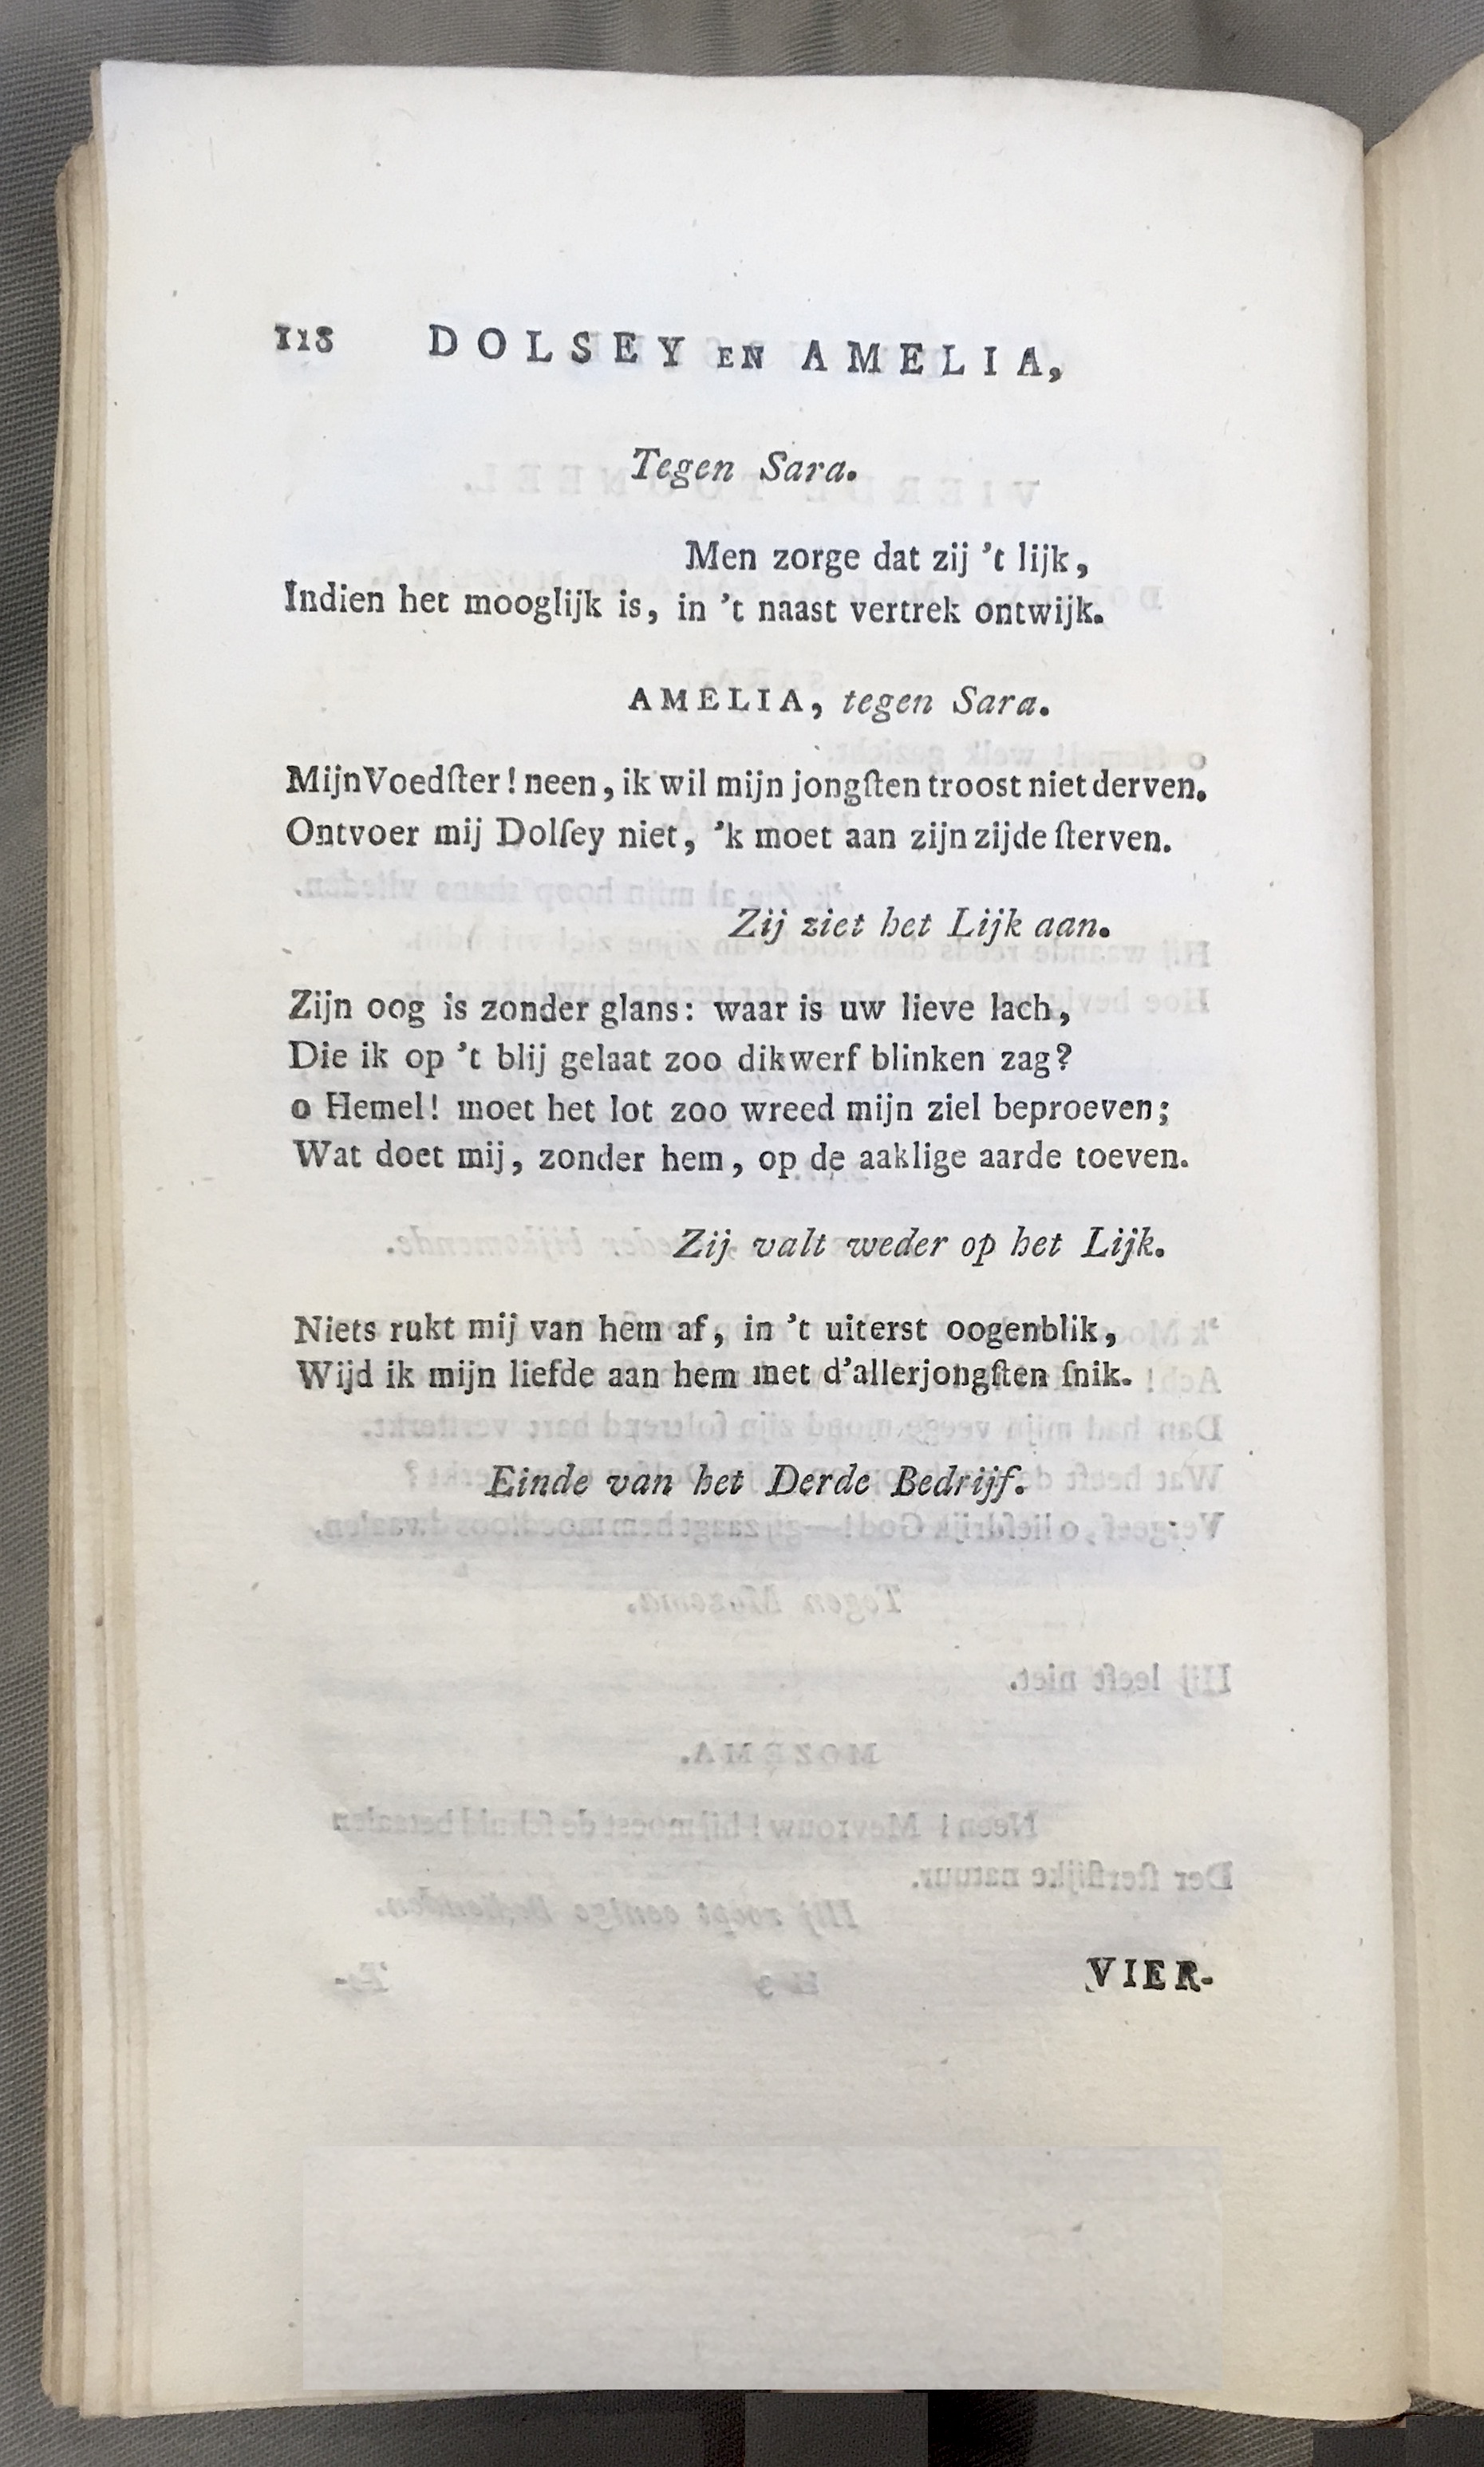 118 DOLSEY EN AMELIA,
Tegen Sara.
Men zorge dat zij 't lijk,
Indien het mooglijk is, in 't naast vertrek ontwijk.
AMELIA, tegen Sara.
Mijn Voedſter! neen, ik wil mijn jongſten troost niet derven.
Ontvoer mij Dolſey niet, 'k moet aan zijn zijde ſterven.
Zij ziet het Lijk aan.
Zijn oog is zonder glans: waar is uw lieve lach,
Die ik op 't blij gelaat zoo dikwerf blinken zag?
o Hemel! moet het lot zoo wreed mijn ziel beproeven;
Wat doet mij, zonder hem, op de aaklige aarde toeven.
Zij valt weder op het Lijk.
Niets rukt mij van hem af, in 't uiterst oogenblik,
Wijd ik mijn liefde aan hem met d'allerjongſten ſnik.
Einde van het Derde Bedrijf.
VIER-